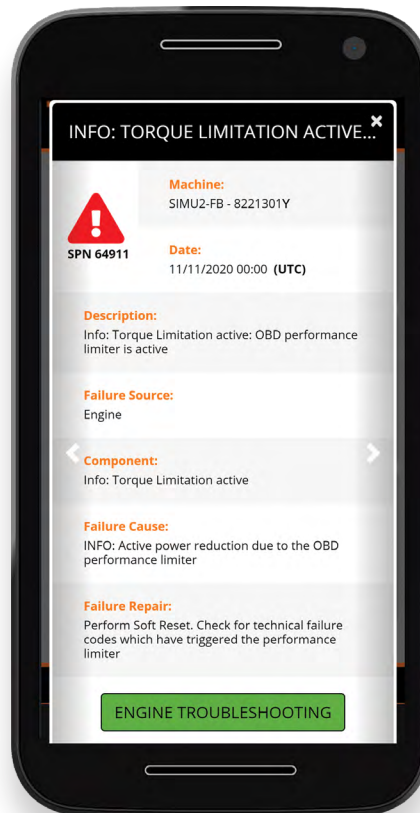 INFO: TORQUE LIMITATION ACTIVE...
×
Machine:
SIMU2-FB - 8221301Y
SPN 64911
Date:
11/11/2020 00:00 (UTC)
Description:
Info: Torque Limitation active: OBD performance
limiter is active
Failure Source:
Engine
Component:
Info: Torque Limitation active
Failure Cause:
INFO: Active power reduction due to the OBD
performance limiter
Failure Repair:
Perform Soft Reset. Check for technical failure
codes which have triggered the performance
limiter
ENGINE TROUBLESHOOTING